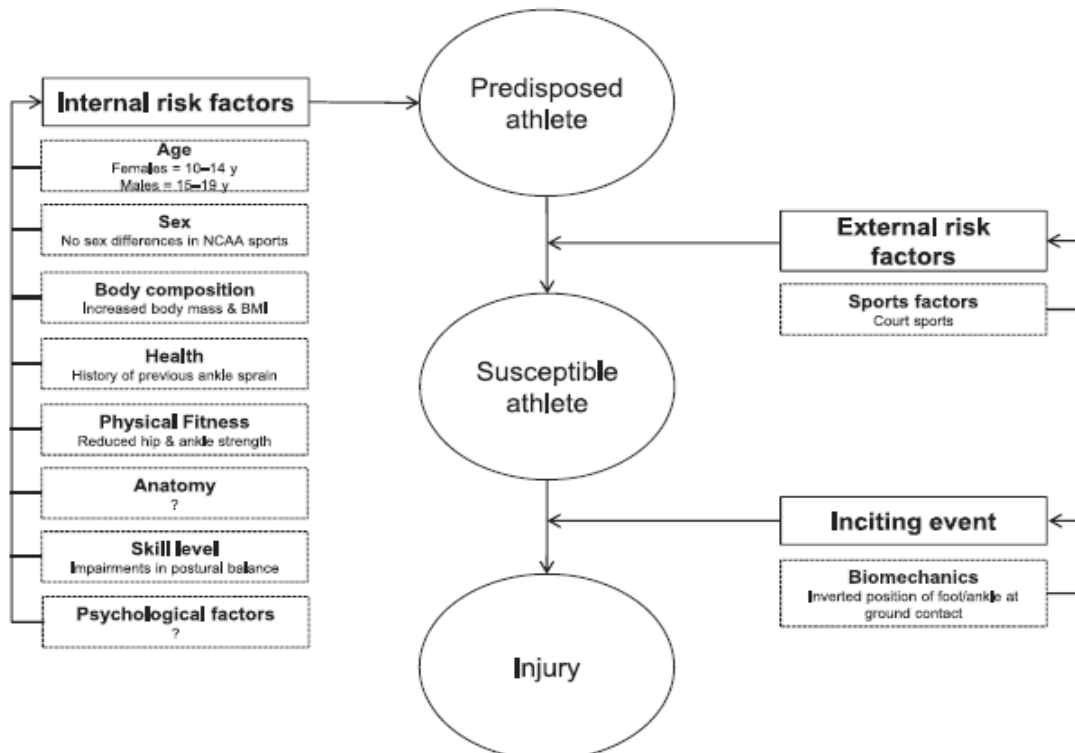 Predisposed
athlete
Internal risk factors
Age
Females = 10–14 y
Males = 15–19 y
Sex
No sex differences in NCAA sports
Body composition
Increased body mass & BMI
Health
History of previous ankle sprain
Physical Fitness
Reduced hip & ankle strength
Anatomy
?
Skill level
Impairments in postural balance
Psychological factors
?
External risk
factors
Sports factors
Court sports
Susceptible
athlete
Inciting event
Biomechanics
Inverted position of foot/ankle at
ground contact
Injury